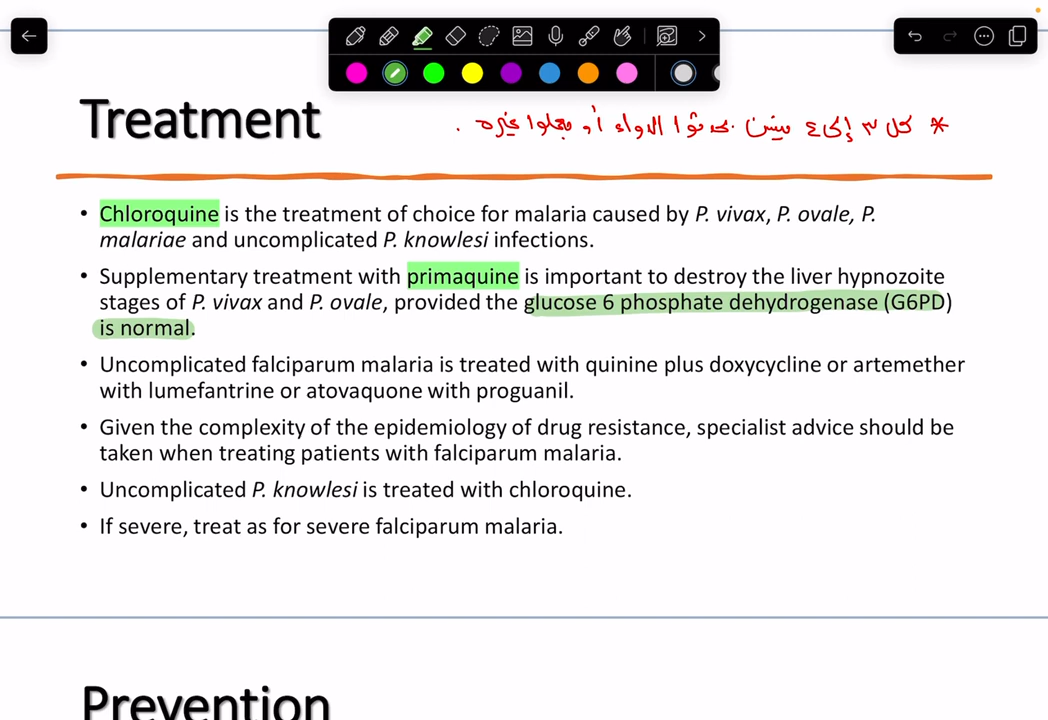 Treatment
* كل ٣ إلى ٤ سنين بحدثوا الدواء أو بعملوا غيره .
• Chloroquine is the treatment of choice for malaria caused by P. vivax, P. ovale, P.
malariae and uncomplicated P. knowlesi infections.
• Supplementary treatment with primaquine is important to destroy the liver hypnozoite
stages of P. vivax and P. ovale, provided the glucose 6 phosphate dehydrogenase (G6PD)
is normal.
• Uncomplicated falciparum malaria is treated with quinine plus doxycycline or artemether
with lumefantrine or atovaquone with proguanil.
• Given the complexity of the epidemiology of drug resistance, specialist advice should be
taken when treating patients with falciparum malaria.
• Uncomplicated P. knowlesi is treated with chloroquine.
• If severe, treat as for severe falciparum malaria.
Prevention